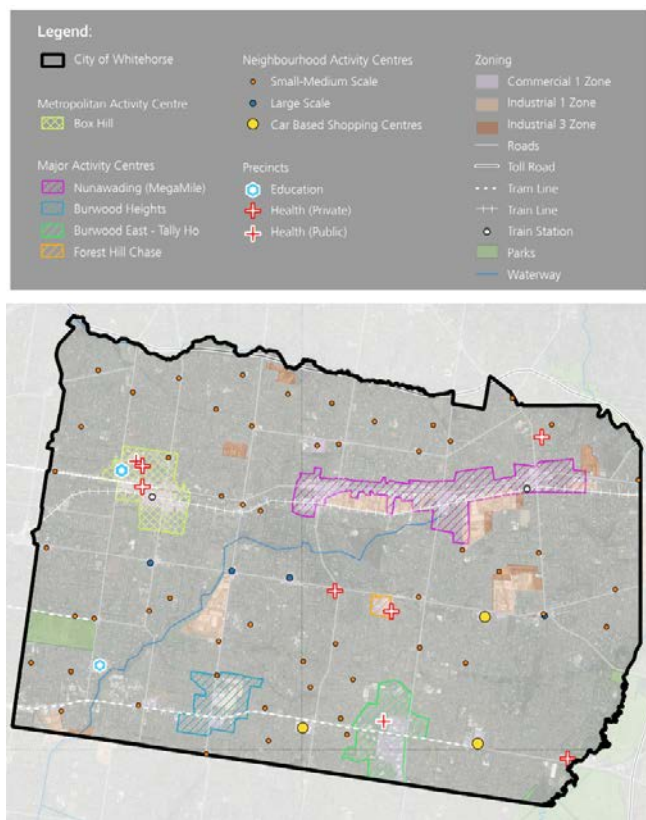 Legend:
City of Whitehorse
Metropolitan Activity Centre
Box Hill
Major Activity Centres
Nunawading (MegaMile)
Burwood Heights
Burwood East - Tally Ho
Forest Hill Chase
Neighbourhood Activity Centres
Small-Medium Scale
Large Scale
Car Based Shopping Centres
Precincts
Education
Health (Private)
Health (Public)
Zoning
Commercial 1 Zone
Industrial 1 Zone
Industrial 3 Zone
Roads
Toll Road
Tram Line
Train Line
Train Station
Parks
Waterway